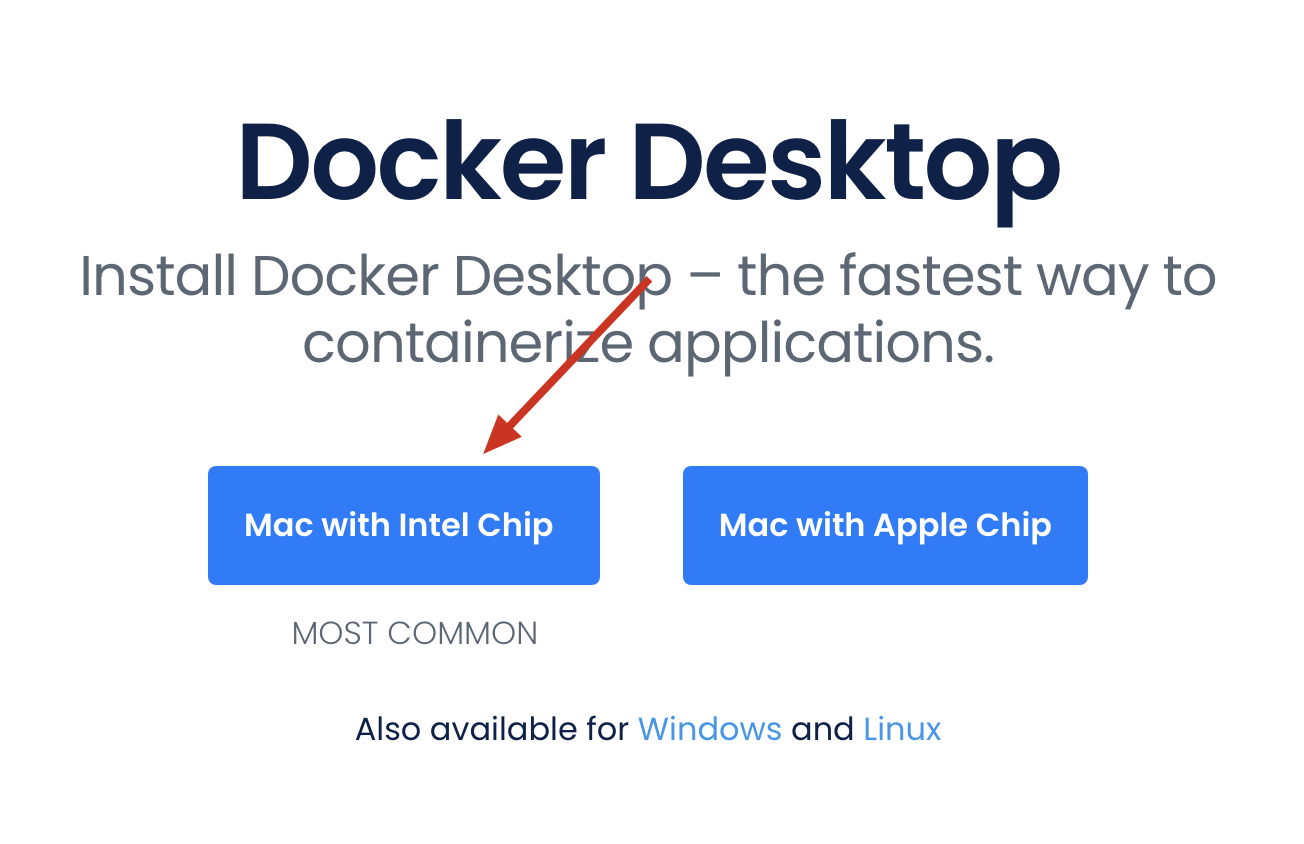 Docker Desktop
Install Docker Desktop – the fastest way to
containerize applications.
Mac with Intel Chip
Mac with Apple Chip
MOST COMMON
Also available for Windows and Linux